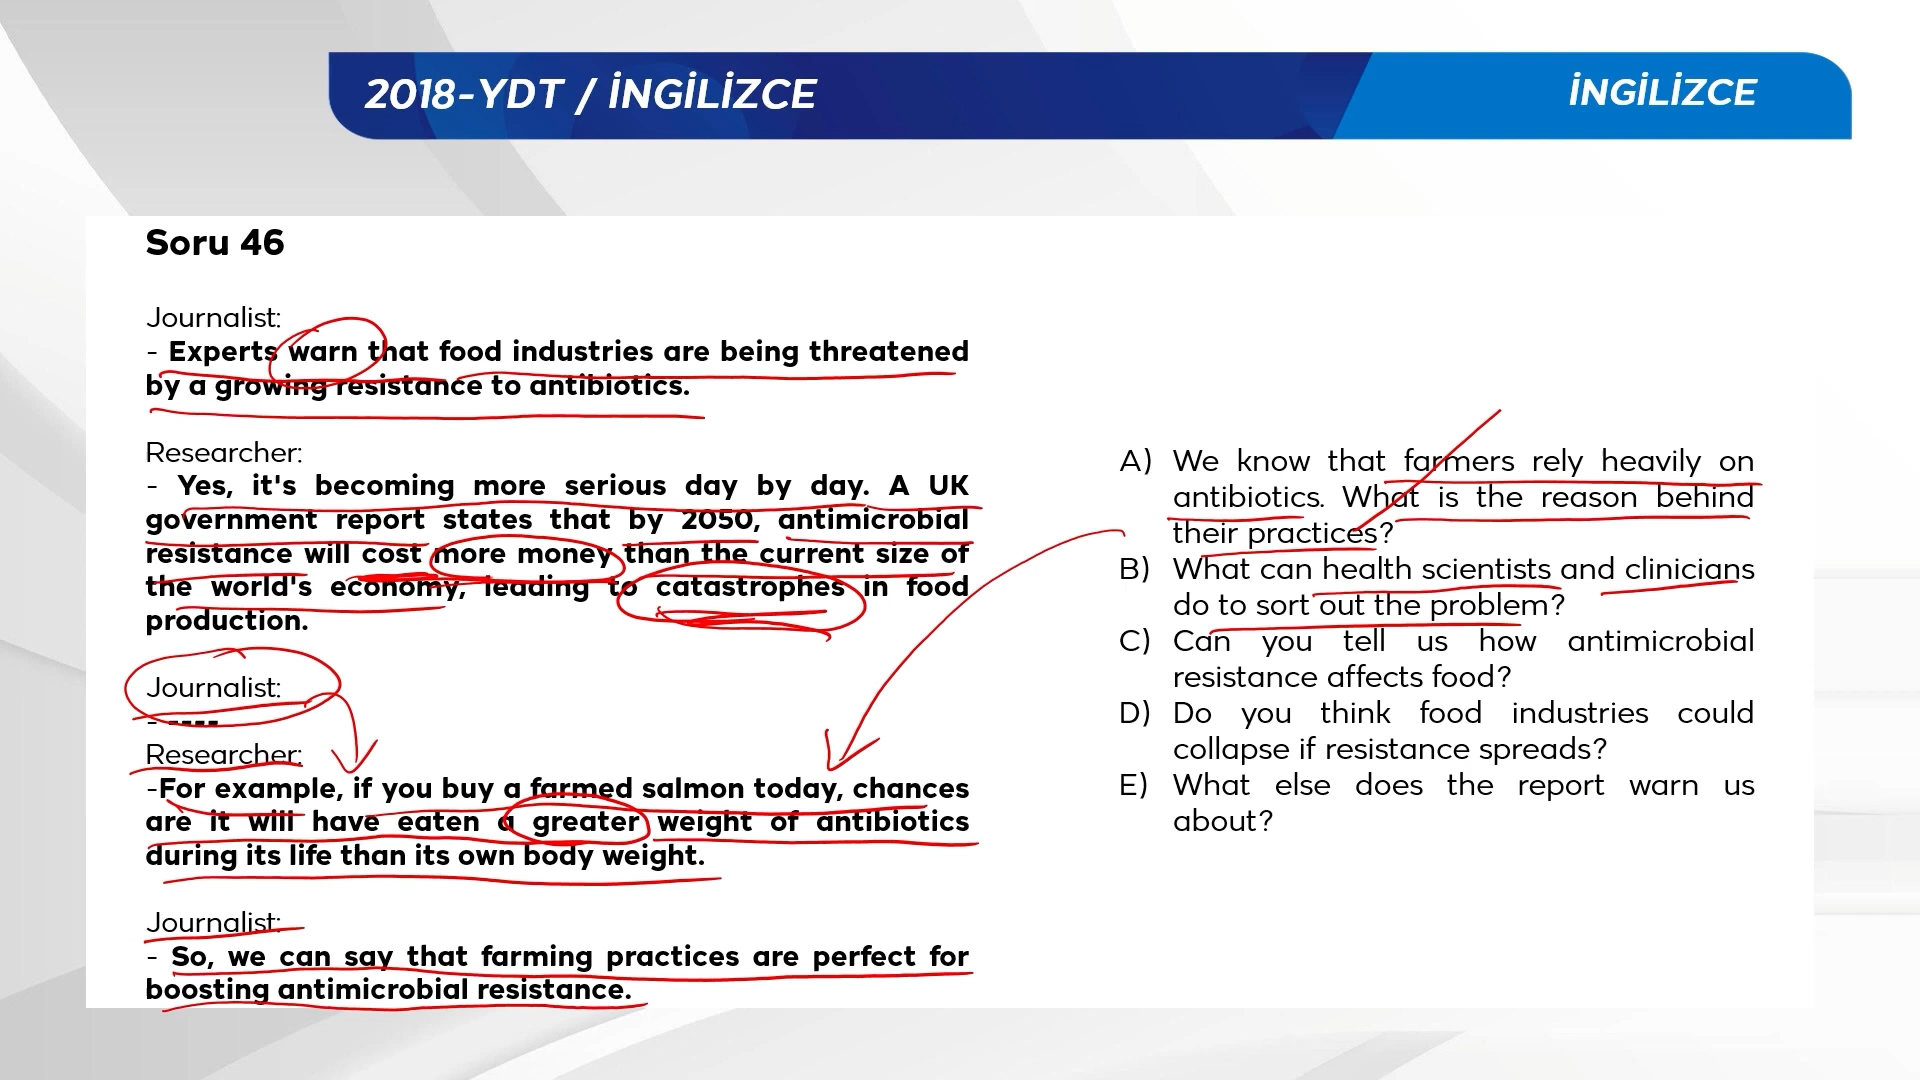 2018-YDT / İNGİLİZCE
İNGİLİZCE
Soru 46
Journalist:
- Experts warn that food industries are being threatened
by a growing resistance to antibiotics.
Researcher:
- Yes, it's becoming more serious day by day. A UK
government report states that by 2050, antimicrobial
resistance will cost more money than the current size of
the world's economy, leading to catastrophes in food
production.
Journalist:
- ----
Researcher:
-For example, if you buy a farmed salmon today, chances
are it will have eaten a greater weight of antibiotics
during its life than its own body weight.
Journalist:
- So, we can say that farming practices are perfect for
boosting antimicrobial resistance.
A) We know that farmers rely heavily on
antibiotics. What is the reason behind
their practices?
B) What can health scientists and clinicians
do to sort out the problem?
C) Can you tell us how antimicrobial
resistance affects food?
D) Do you think food industries could
collapse if resistance spreads?
E) What else does the report warn us
about?